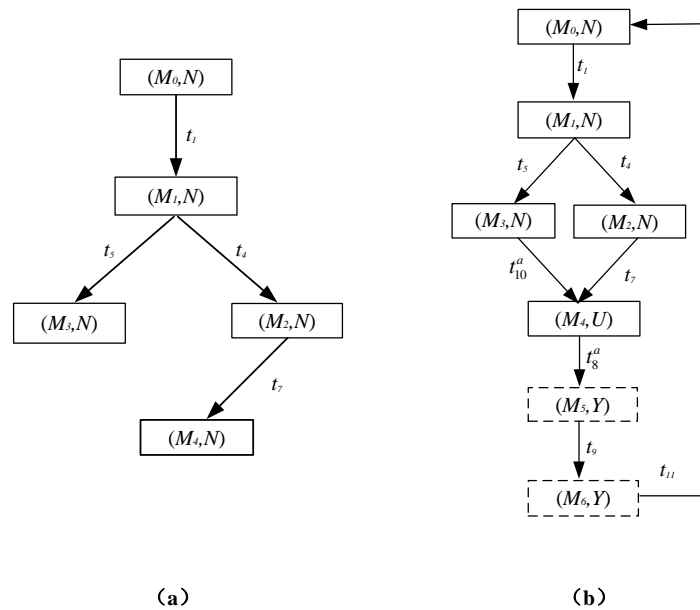 (M₀,N)
t₁
(M₁,N)
t₅
t₄
(M₃,N)
(M₂,N)
t₇
(M₄,N)
(a)
(M₀,N)
t₁
(M₁,N)
t₅
t₄
(M₃,N)
(M₂,N)
t₁₀ᵃ
t₇
(M₄,U)
t₈ᵃ
(M₅,Y)
t₉
t₁₁
(M₆,Y)
(b)